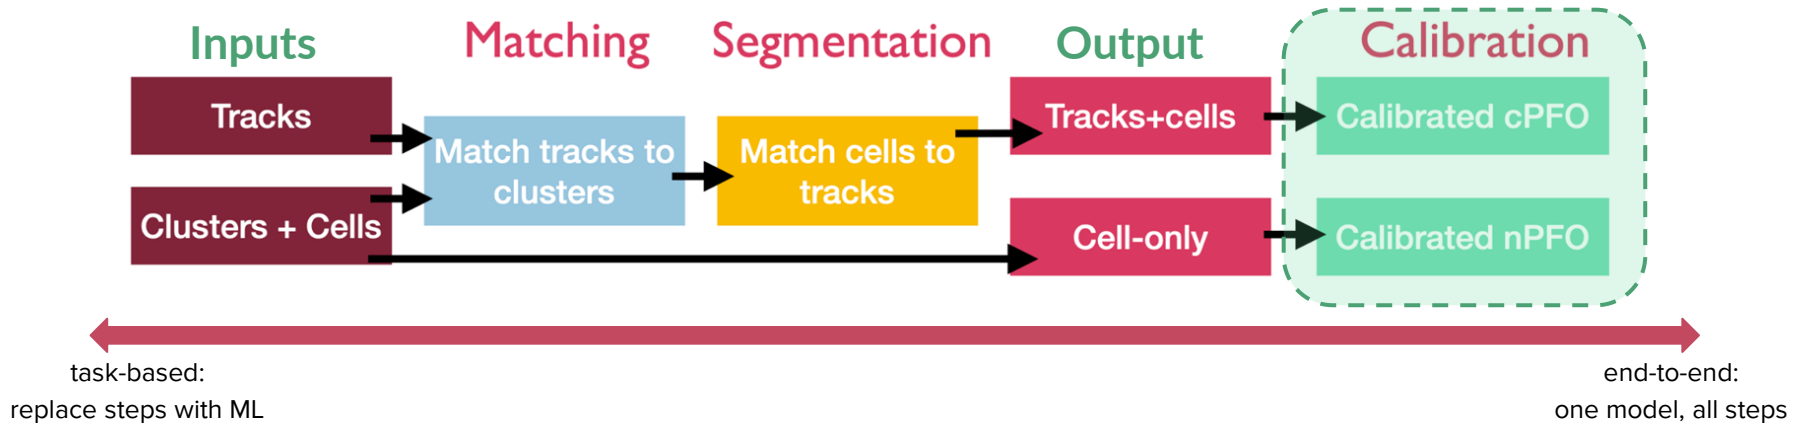 Inputs
Matching
Segmentation
Output
Calibration
Tracks
Clusters + Cells
Match tracks to
clusters
Match cells to
tracks
Tracks+cells
Cell-only
Calibrated cPFO
Calibrated nPFO
task-based:
replace steps with ML
end-to-end:
one model, all steps